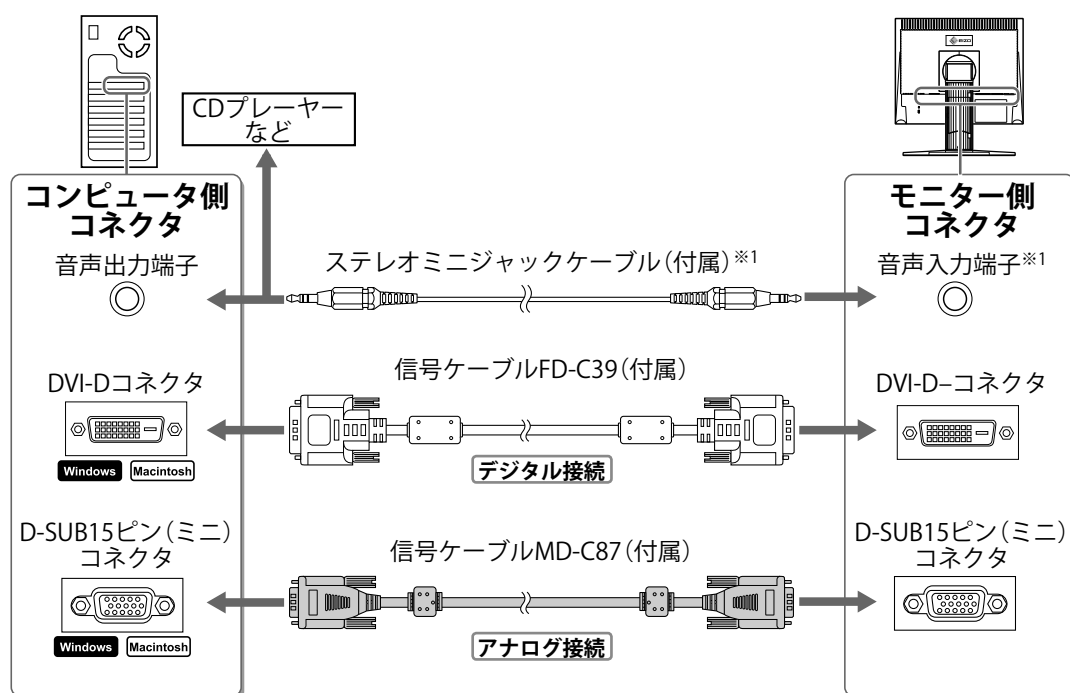 EIZO
CDプレーヤー
など
コンピュータ側
コネクタ
モニター側
コネクタ
音声出力端子
ステレオミニジャックケーブル(付属)※1
音声入力端子※1
DVI-Dコネクタ
信号ケーブルFD-C39(付属)
DVI-D–コネクタ
Windows Macintosh
デジタル接続
D-SUB15ピン(ミニ)
コネクタ
信号ケーブルMD-C87(付属)
D-SUB15ピン(ミニ)
コネクタ
Windows Macintosh
アナログ接続